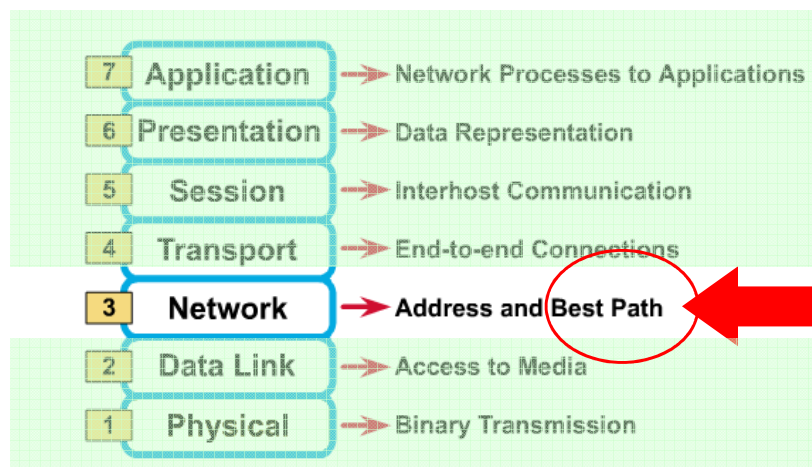 7 Application Network Processes to Applications
6 Presentation Data Representation
5 Session Interhost Communication
4 Transport End-to-end Connections
3 Network Address and Best Path
2 Data Link Access to Media
1 Physical Binary Transmission